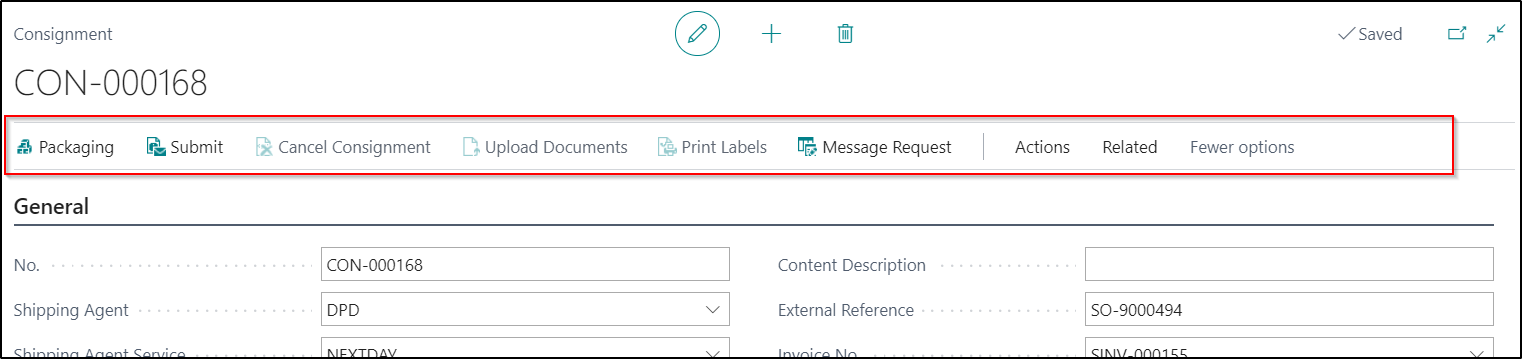 Consignment
Saved
CON-000168
Packaging Submit Cancel Consignment Upload Documents Print Labels Message Request Actions Related Fewer options
General
No. CON-000168 Content Description
Shipping Agent DPD External Reference SO-9000494
Shipping Agent Service NEXTDAY Invoice No. SINV-000155